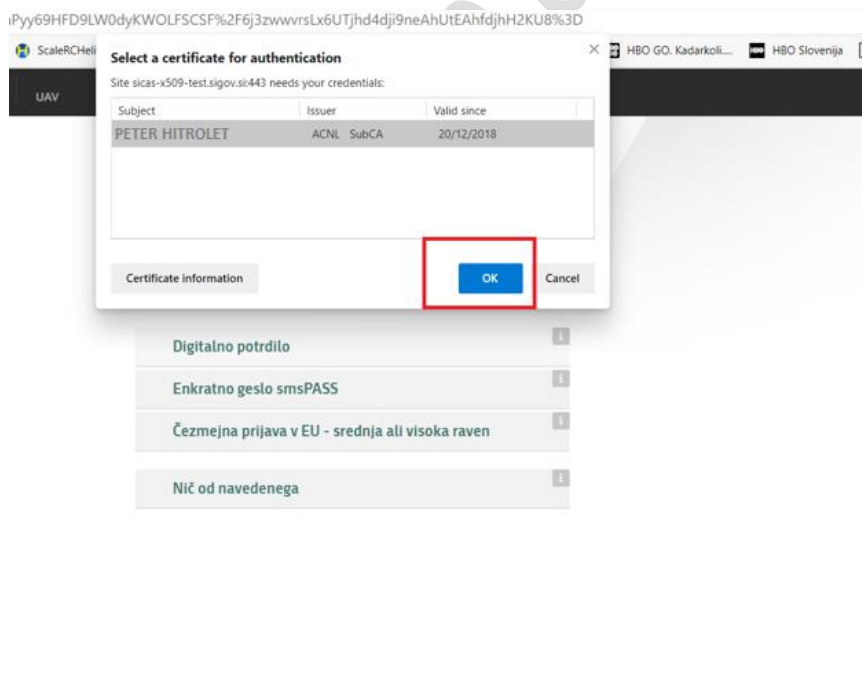 Pyy69HFD9LW0dyKWOLFSCSF%2F6j3zwwvrsLx6UTjhd4dji9neAhUtEAhfdjhH2KU8%3D
ScaleRCHeli
HBO GO. Kadarkoli....
HBO Slovenija
UAV
Select a certificate for authentication
Site sicas-x509-test.sigov.si:443 needs your credentials:
Subject Issuer Valid since
PETER HITROLET ACNL SubCA 20/12/2018
Certificate information OK Cancel
Digitalno potrdilo
Enkratno geslo smsPASS
Čezmejna prijava v EU - srednja ali visoka raven
Nič od navedenega